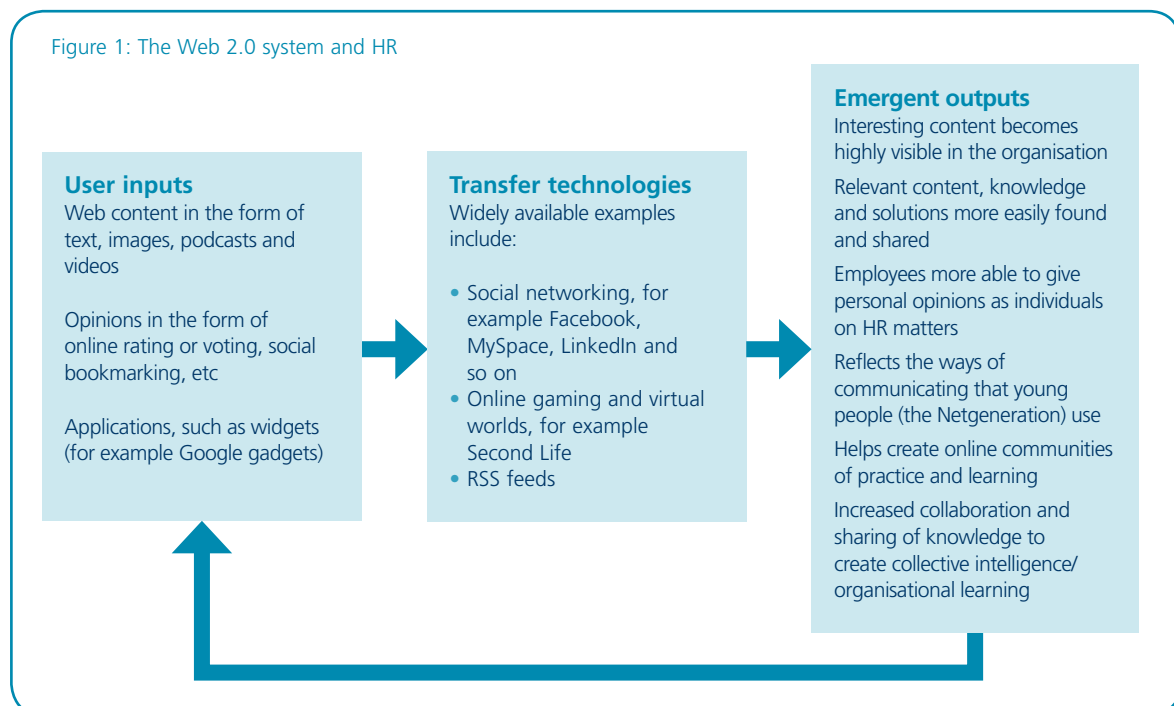 Figure 1: The Web 2.0 system and HR
User inputs
Web content in the form of
text, images, podcasts and
videos
Opinions in the form of
online rating or voting, social
bookmarking, etc
Applications, such as widgets
(for example Google gadgets)
Transfer technologies
Widely available examples
include:
• Social networking, for
example Facebook,
MySpace, LinkedIn and
so on
• Online gaming and virtual
worlds, for example
Second Life
• RSS feeds
Emergent outputs
Interesting content becomes
highly visible in the organisation
Relevant content, knowledge
and solutions more easily found
and shared
Employees more able to give
personal opinions as individuals
on HR matters
Reflects the ways of
communicating that young
people (the Netgeneration) use
Helps create online communities
of practice and learning
Increased collaboration and
sharing of knowledge to
create collective intelligence/
organisational learning